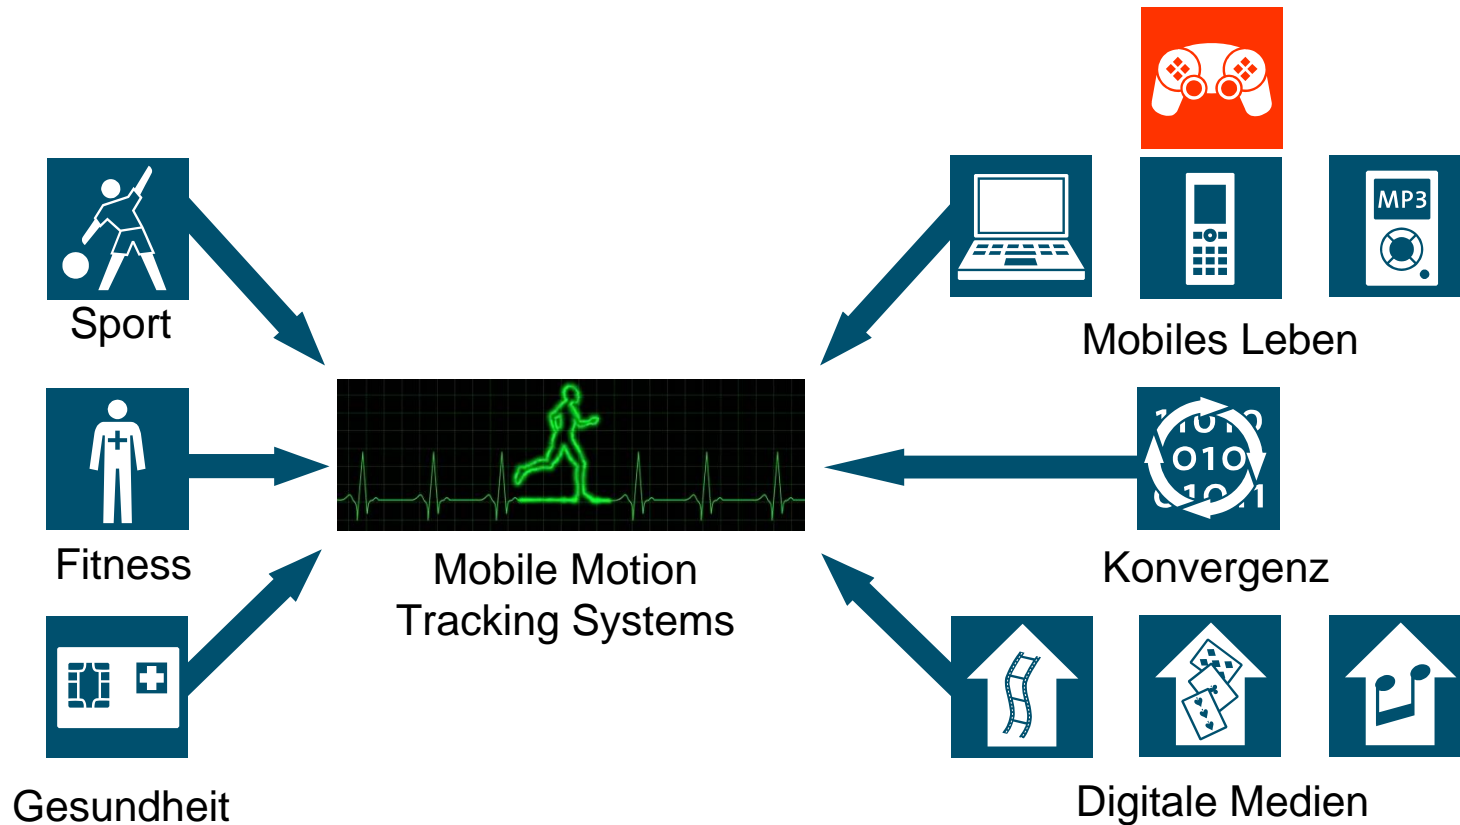 MP3
Sport
Mobiles Leben
010
Fitness
Mobile Motion
Tracking Systems
Konvergenz
Gesundheit
Digitale Medien